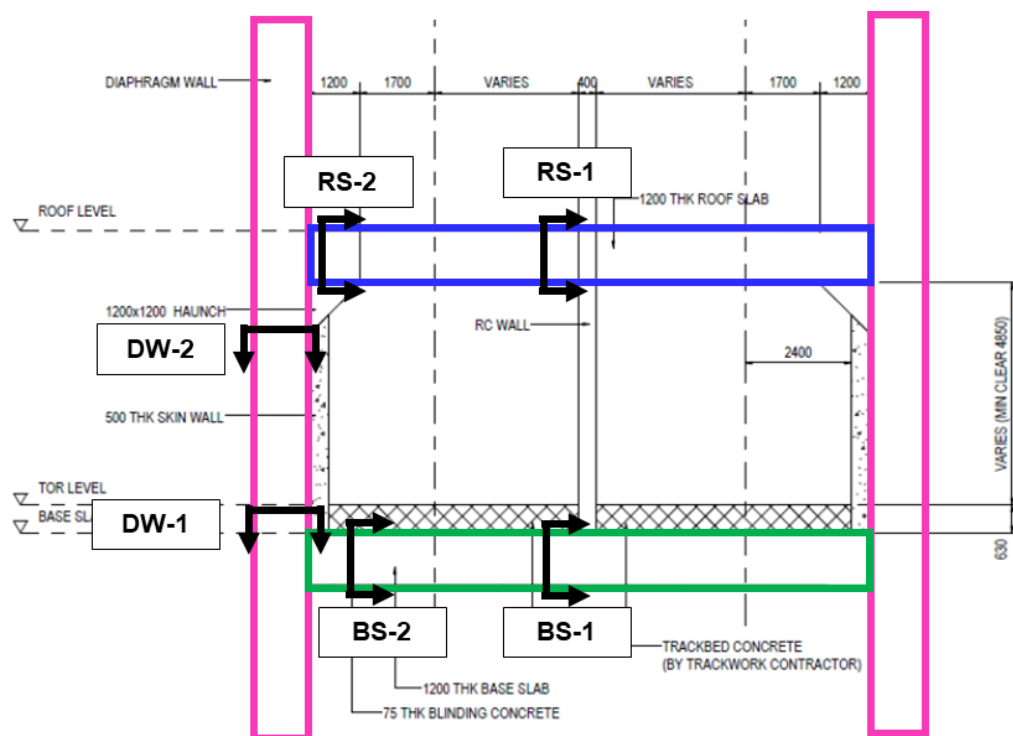 DIAPHRAGM WALL
1200
1700
VARIES
400
VARIES
1700
1200
RS-2
RS-1
1200 THK ROOF SLAB
ROOF LEVEL
1200x1200 HAUNCH
RC WALL
DW-2
2400
VARIES (MIN CLEAR 4850)
500 THK SKIN WALL
TOR LEVEL
BASE SLA
DW-1
630
BS-2
BS-1
TRACKBED CONCRETE
(BY TRACKWORK CONTRACTOR)
1200 THK BASE SLAB
75 THK BLINDING CONCRETE